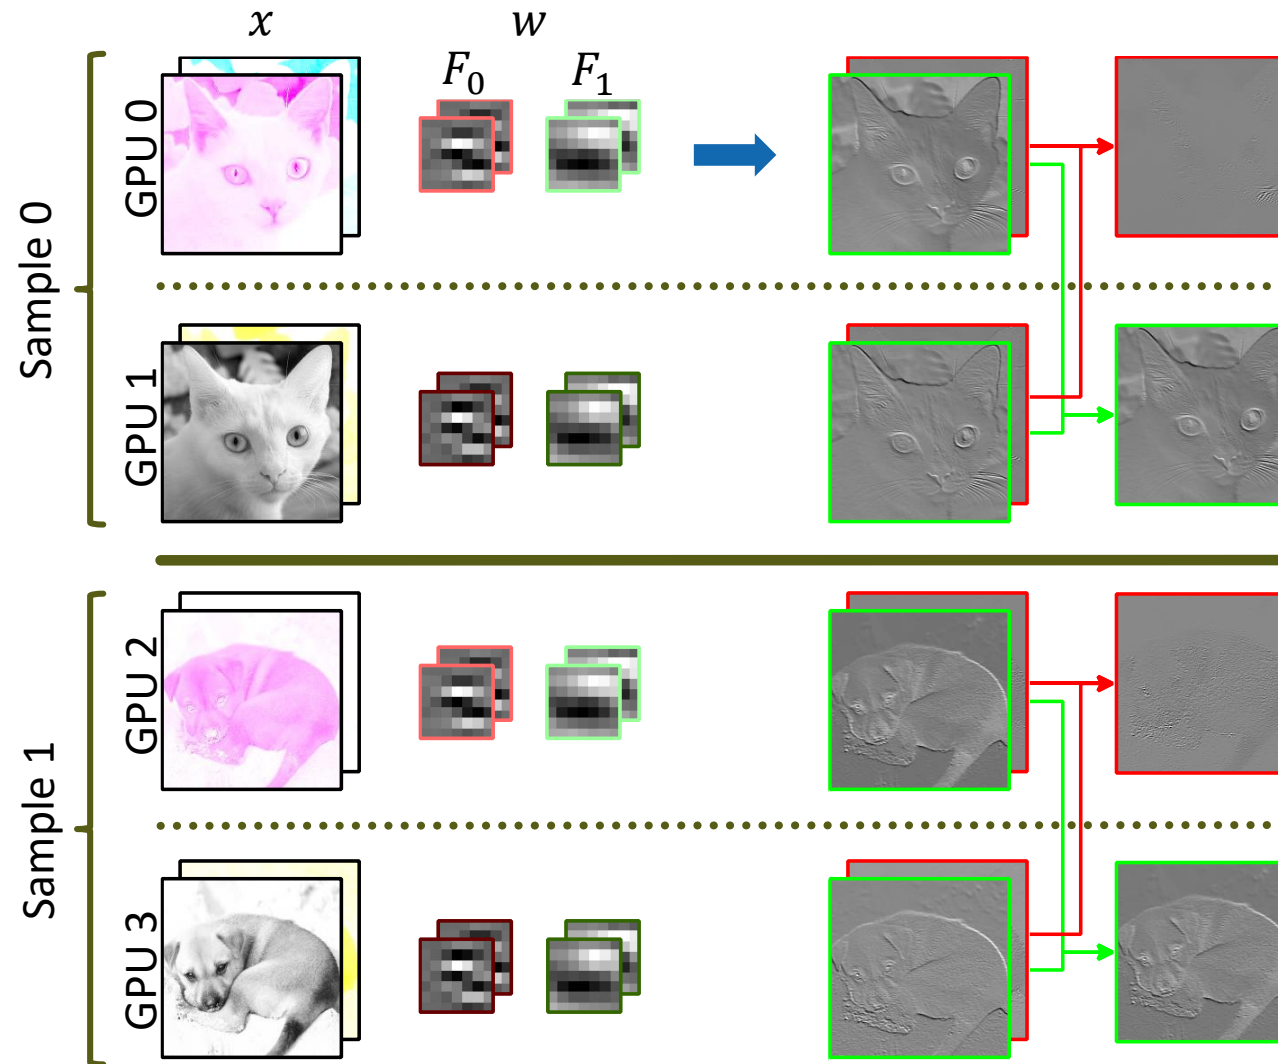 x
w
F₀
F₁
Sample 0
GPU 0
GPU 1
Sample 1
GPU 2
GPU 3